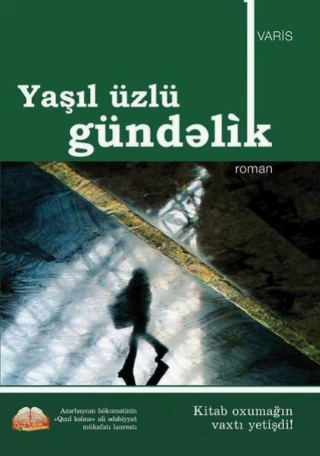 VARİS
Yaşıl üzlü
gündəlik
roman
Azərbaycan hökumətinin
«Qızıl kəlmə» ali ədəbiyyat
mükafatı laureatı
Kitab oxumağın
vaxtı yetişdi!